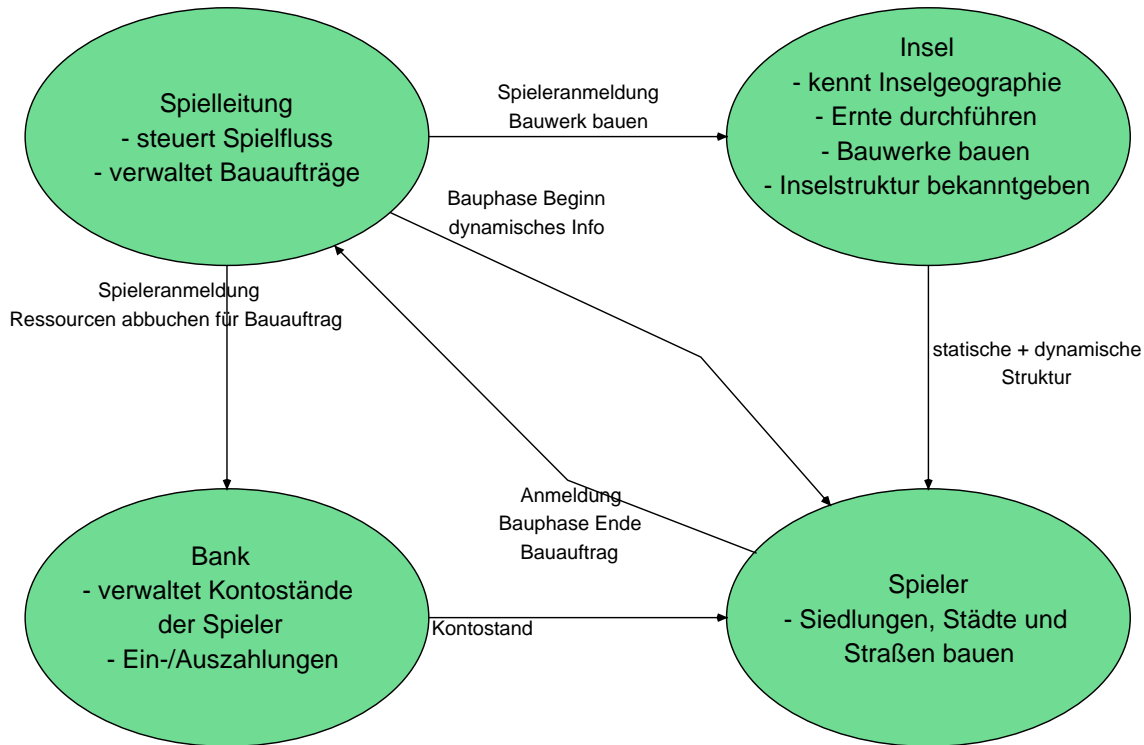 Spielleitung
- steuert Spielfluss
- verwaltet Bauaufträge
Spieleranmeldung
Bauwerk bauen
Insel
- kennt Inselgeographie
- Ernte durchführen
- Bauwerke bauen
- Inselstruktur bekanntgeben
Bauphase Beginn
dynamisches Info
Spieleranmeldung
Ressourcen abbuchen für Bauauftrag
statische + dynamische
Struktur
Anmeldung
Bauphase Ende
Bauauftrag
Bank
- verwaltet Kontostände
der Spieler
- Ein-/Auszahlungen
Kontostand
Spieler
- Siedlungen, Städte und
Straßen bauen